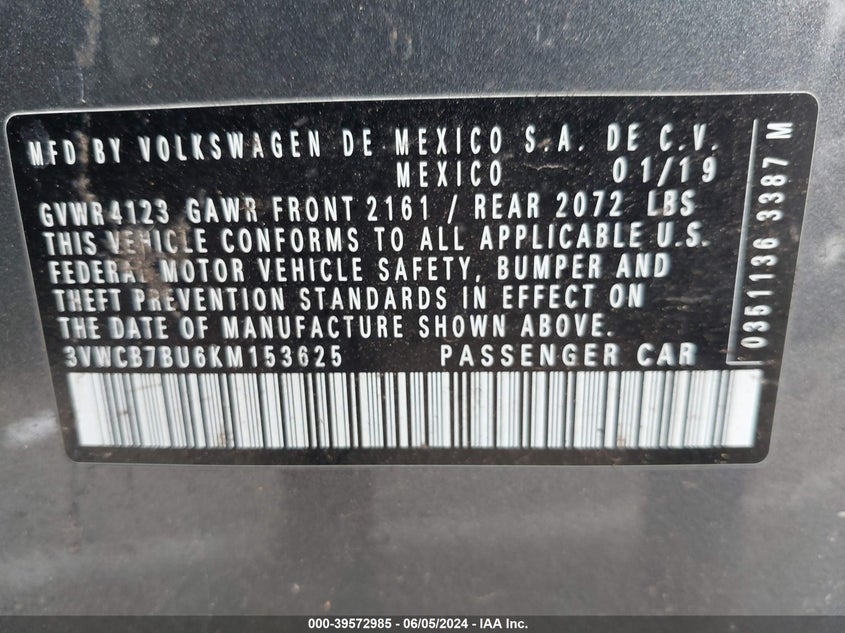 MFD BY VOLKSWAGEN DE MEXICO S.A. DE C.V.
MEXICO 01/19
GVWR 4123 GAWR FRONT 2161 / REAR 2072 LBS
THIS VEHICLE CONFORMS TO ALL APPLICABLE U.S.
FEDERAL MOTOR VEHICLE SAFETY, BUMPER AND
THEFT PREVENTION STANDARDS IN EFFECT ON
THE DATE OF MANUFACTURE SHOWN ABOVE.
3VWCB7BU6KM153625 PASSENGER CAR
0351136 3387 M
000-39572985 - 06/05/2024 - IAA Inc.